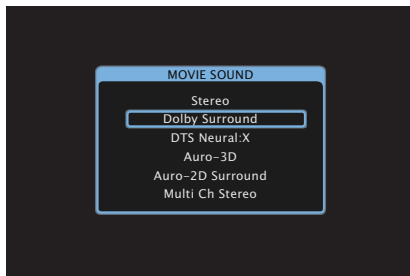 MOVIE SOUND
Stereo
Dolby Surround
DTS Neural:X
Auro-3D
Auro-2D Surround
Multi Ch Stereo